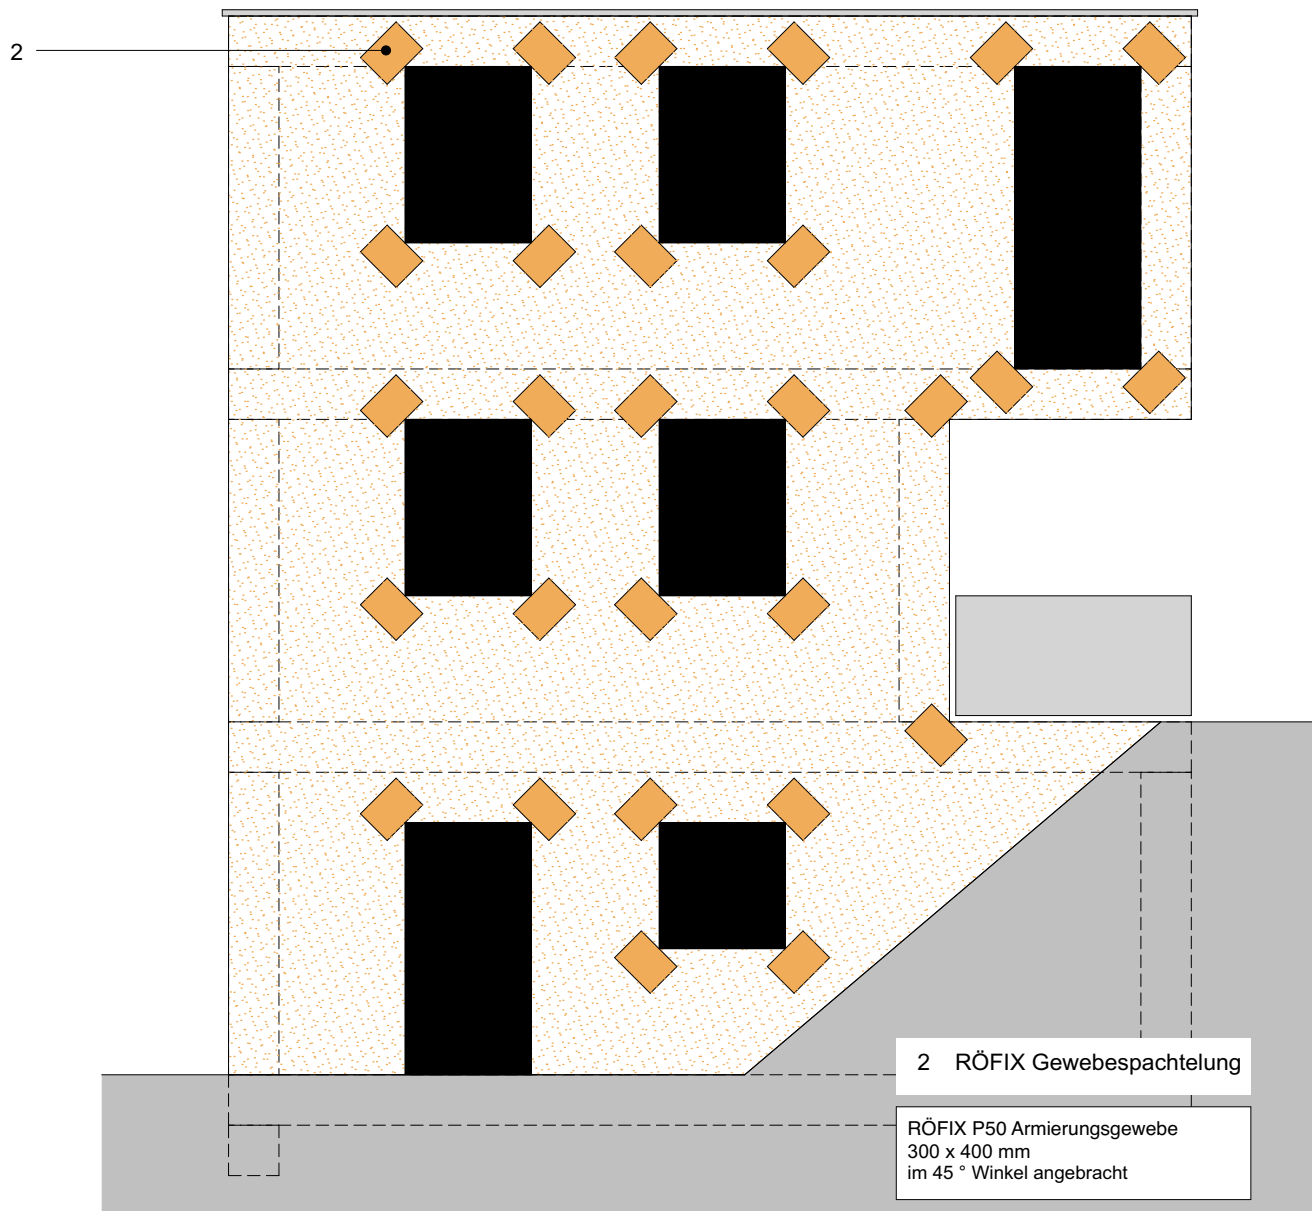 2
2 RÖFIX Gewebespachtelung
RÖFIX P50 Armierungsgewebe
300 x 400 mm
im 45 ° Winkel angebracht